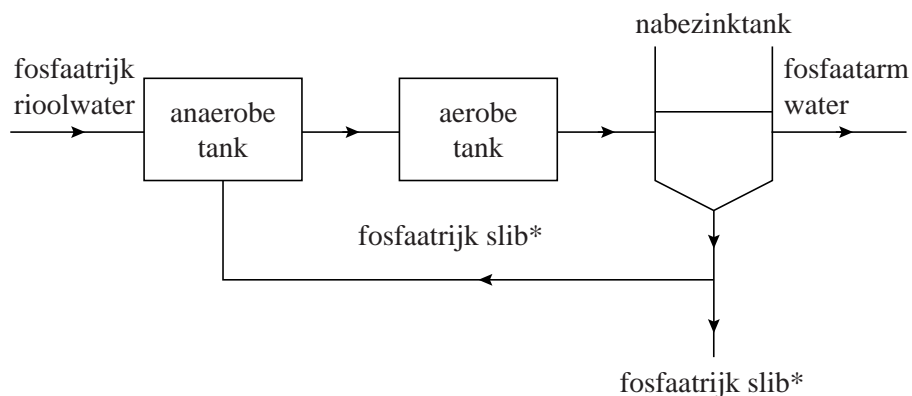 nabezinktank
fosfaatrijk
rioolwater
anaerobe
tank
aerobe
tank
fosfaatarm
water
fosfaatrijk slib*
fosfaatrijk slib*